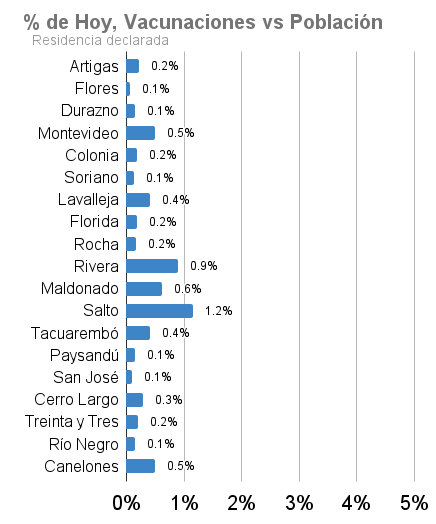 % de Hoy, Vacunaciones vs Población
Residencia declarada
Artigas 0.2%
Flores 0.1%
Durazno 0.1%
Montevideo 0.5%
Colonia 0.2%
Soriano 0.1%
Lavalleja 0.4%
Florida 0.2%
Rocha 0.2%
Rivera 0.9%
Maldonado 0.6%
Salto 1.2%
Tacuarembó 0.4%
Paysandú 0.1%
San José 0.1%
Cerro Largo 0.3%
Treinta y Tres 0.2%
Río Negro 0.1%
Canelones 0.5%
0% 1% 2% 3% 4% 5%